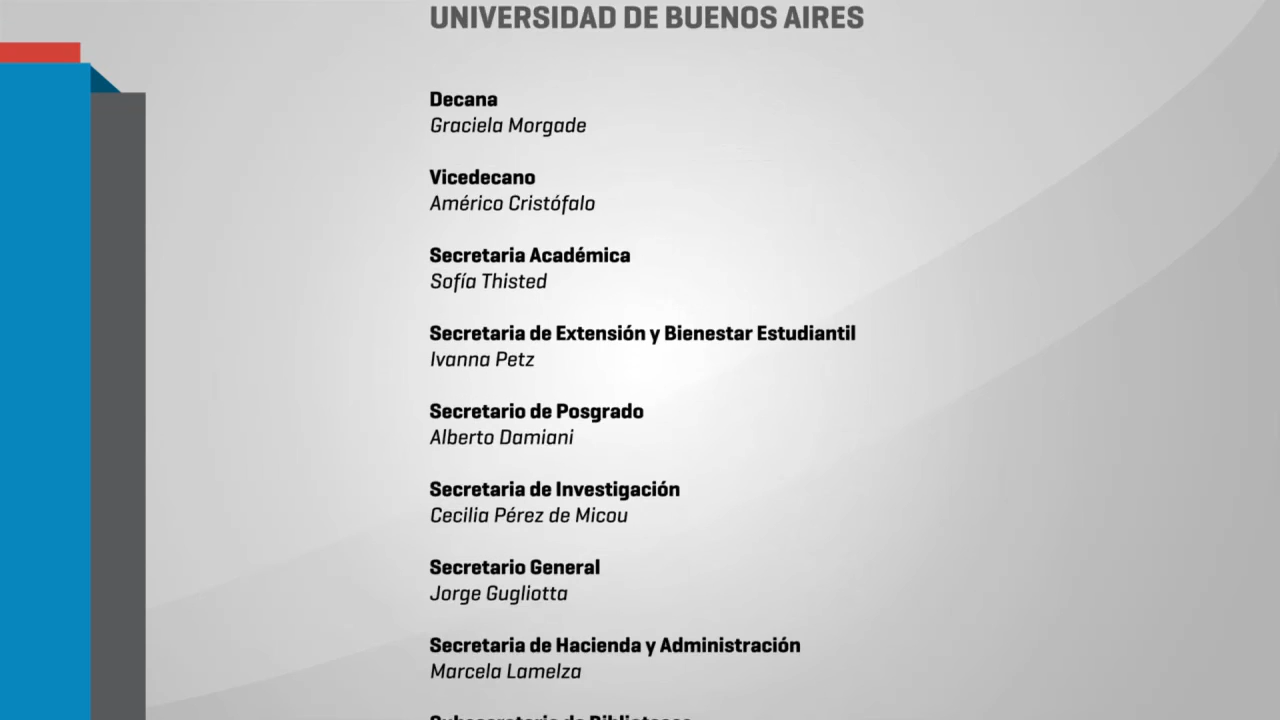 UNIVERSIDAD DE BUENOS AIRES
Decana
Graciela Morgade
Vicedecano
Américo Cristófalo
Secretaria Académica
Sofía Thisted
Secretaria de Extensión y Bienestar Estudiantil
Ivanna Petz
Secretario de Posgrado
Alberto Damiani
Secretaria de Investigación
Cecilia Pérez de Micou
Secretario General
Jorge Gugliotta
Secretaria de Hacienda y Administración
Marcela Lamelza